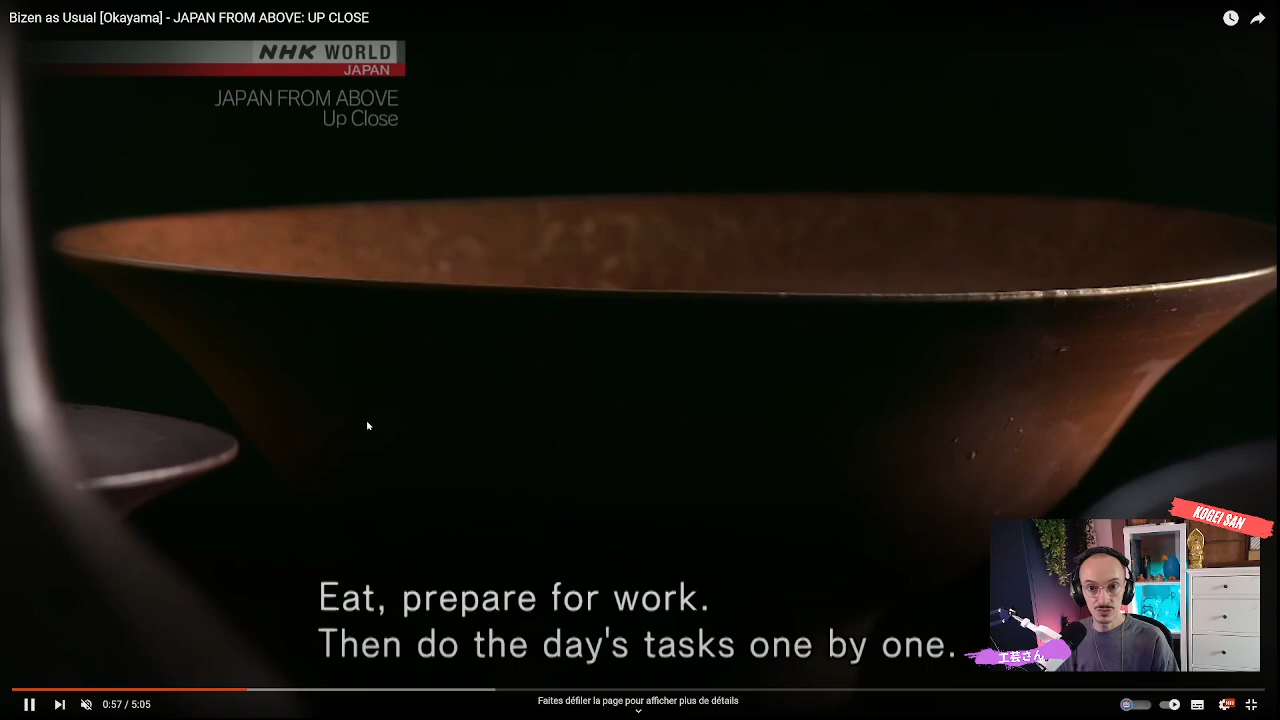 Bizen as Usual [Okayama] - JAPAN FROM ABOVE: UP CLOSE
NHK WORLD
JAPAN
JAPAN FROM ABOVE
Up Close
KOGEI SAN
Eat, prepare for work.
Then do the day's tasks one by one.
工芸さん
0:57 / 5:05
Faites défiler la page pour afficher plus de détails